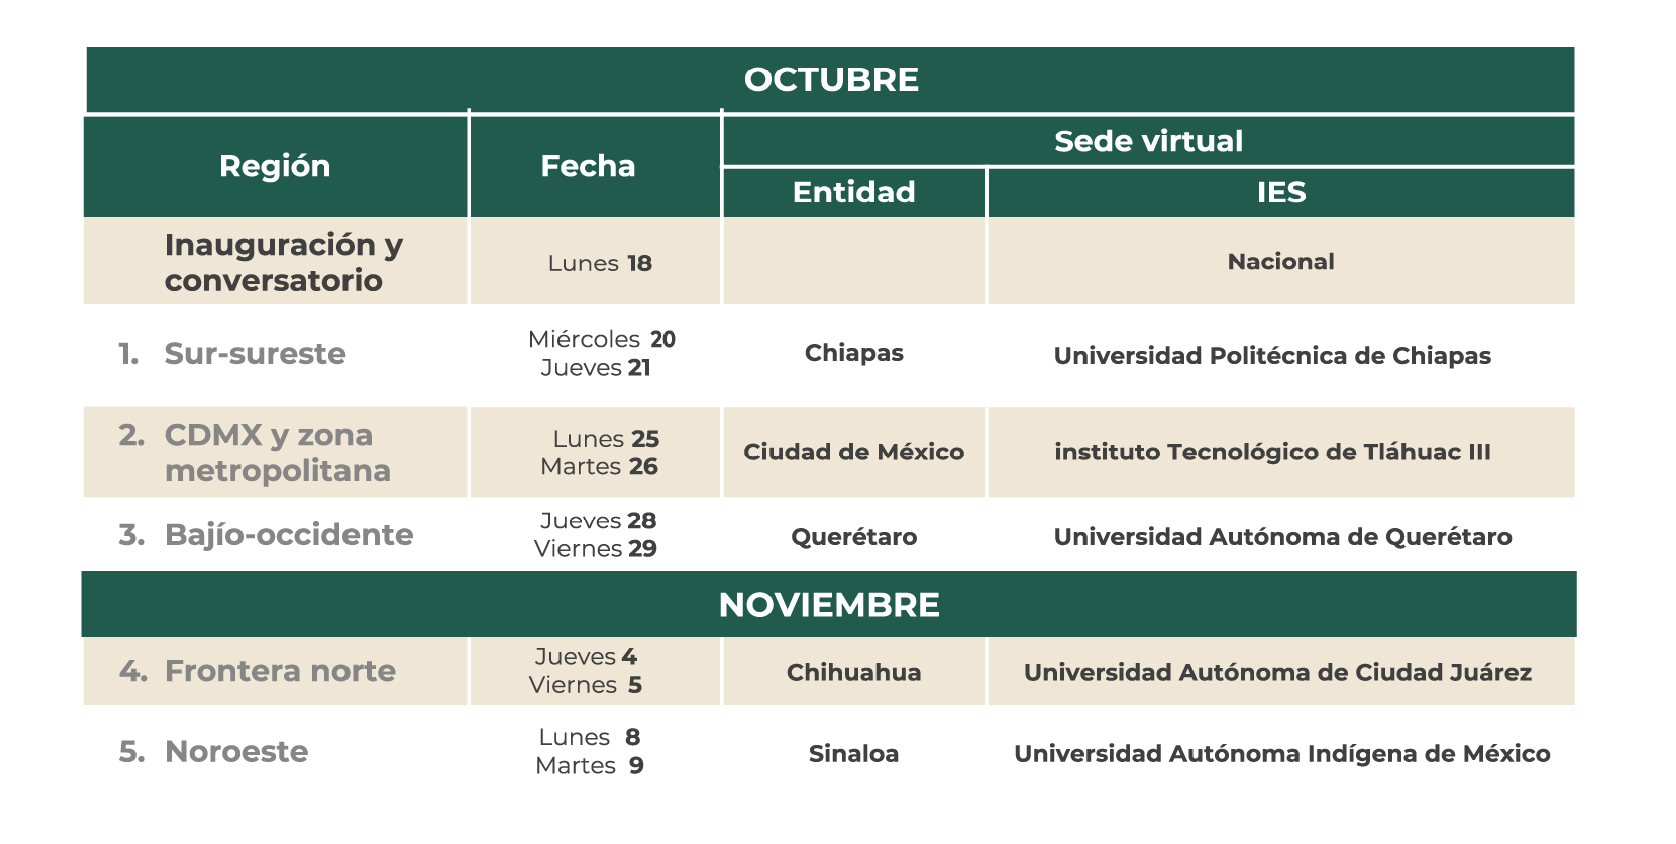 OCTUBRE
Región
Fecha
Sede virtual
Entidad
IES
Inauguración y
conversatorio
Lunes 18
Nacional
1. Sur-sureste
Miércoles 20
Jueves 21
Chiapas
Universidad Politécnica de Chiapas
2. CDMX y zona
metropolitana
Lunes 25
Martes 26
Ciudad de México
instituto Tecnológico de Tláhuac III
3. Bajío-occidente
Jueves 28
Viernes 29
Querétaro
Universidad Autónoma de Querétaro
NOVIEMBRE
4. Frontera norte
Jueves 4
Viernes 5
Chihuahua
Universidad Autónoma de Ciudad Juárez
5. Noroeste
Lunes 8
Martes 9
Sinaloa
Universidad Autónoma Indígena de México